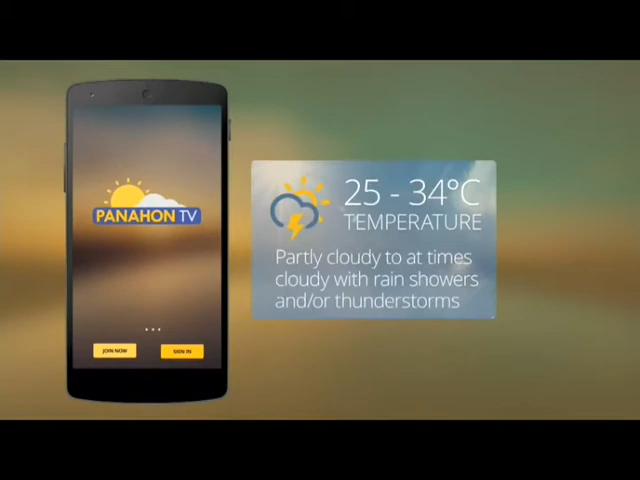 PANAHON TV
JOIN NOW
SIGN IN
25 - 34°C
TEMPERATURE
Partly cloudy to at times
cloudy with rain showers
and/or thunderstorms